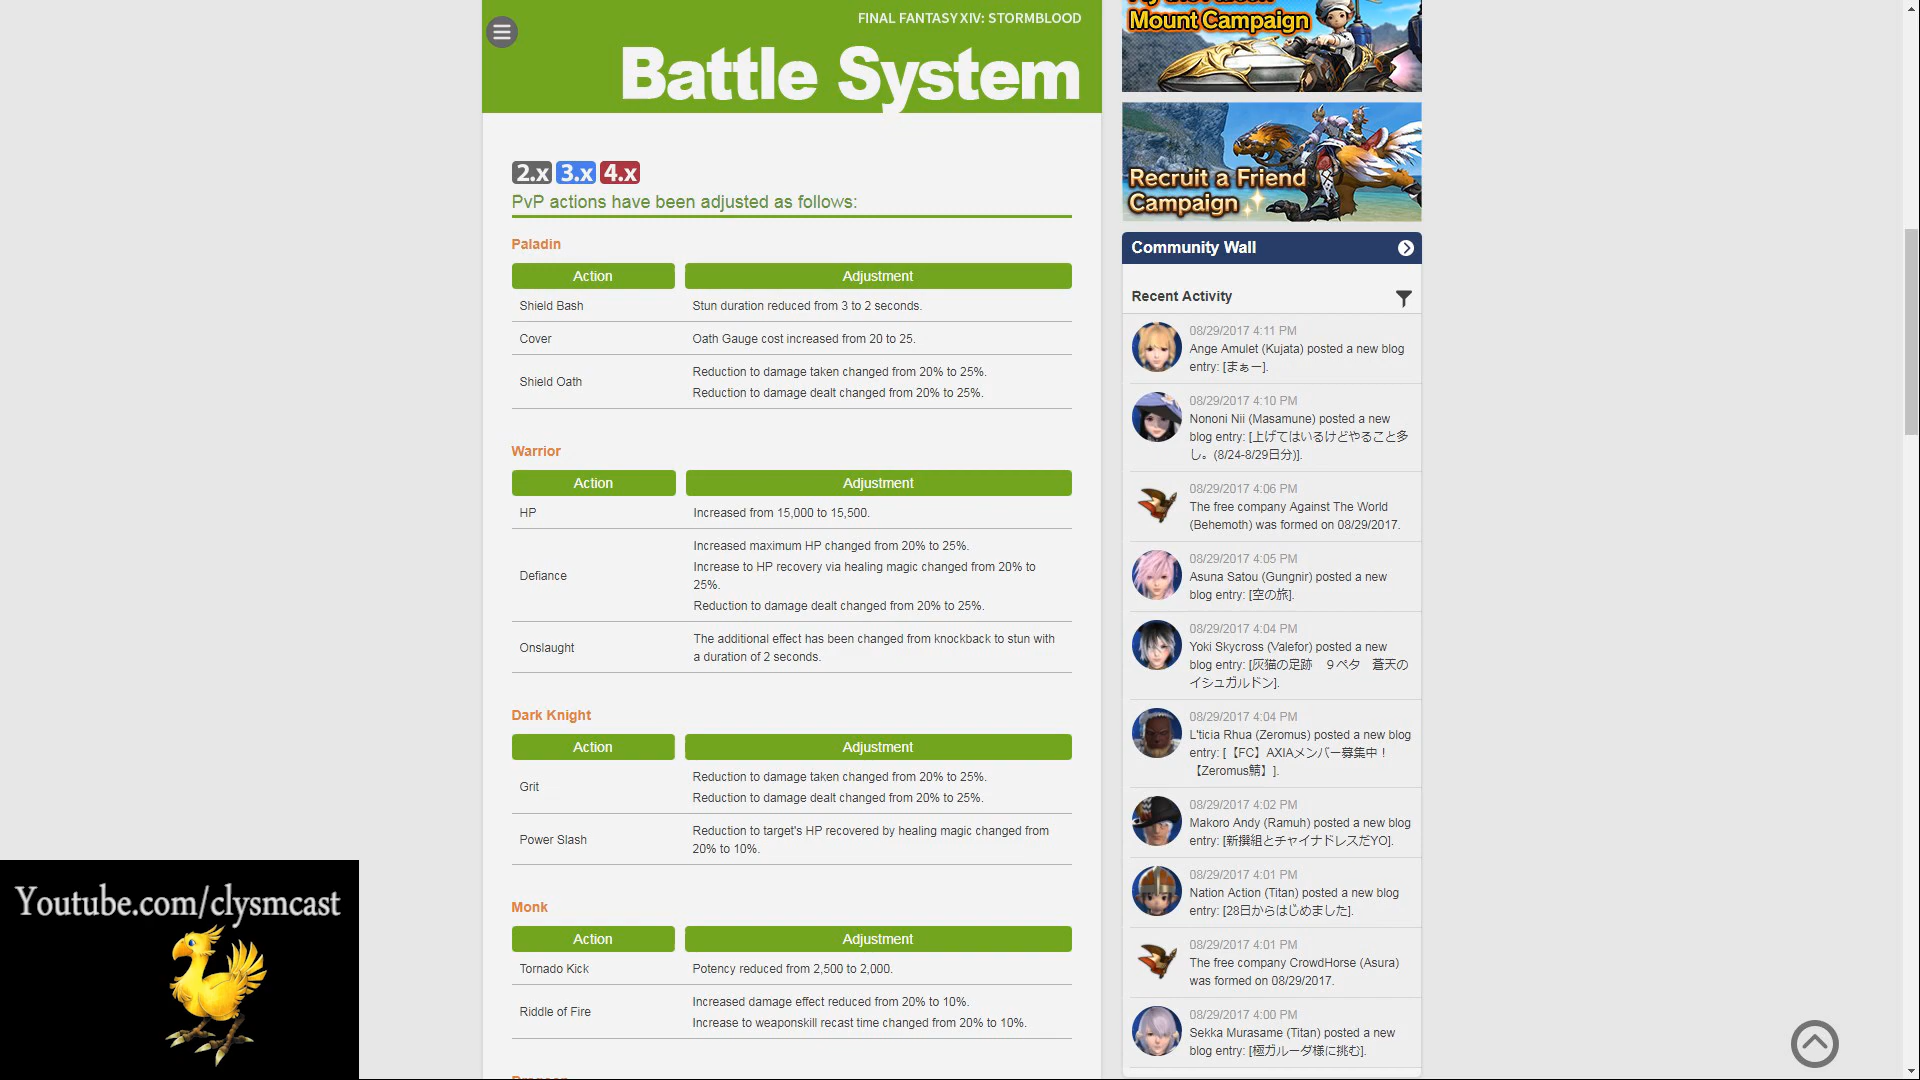 FINAL FANTASY XIV: STORMBLOOD
Battle System
2.x 3.x 4.x
PvP actions have been adjusted as follows:
Paladin
Action Adjustment
Shield Bash Stun duration reduced from 3 to 2 seconds.
Cover Oath Gauge cost increased from 20 to 25.
Shield Oath Reduction to damage taken changed from 20% to 25%.
Reduction to damage dealt changed from 20% to 25%.
Warrior
Action Adjustment
HP Increased from 15,000 to 15,500.
Defiance Increased maximum HP changed from 20% to 25%.
Increase to HP recovery via healing magic changed from 20% to
25%.
Reduction to damage dealt changed from 20% to 25%.
Onslaught The additional effect has been changed from knockback to stun with
a duration of 2 seconds.
Dark Knight
Action Adjustment
Grit Reduction to damage taken changed from 20% to 25%.
Reduction to damage dealt changed from 20% to 25%.
Power Slash Reduction to target's HP recovered by healing magic changed from
20% to 10%.
Monk
Action Adjustment
Tornado Kick Potency reduced from 2,500 to 2,000.
Riddle of Fire Increased damage effect reduced from 20% to 10%.
Increase to weaponskill recast time changed from 20% to 10%.
Mount Campaign
Recruit a Friend
Campaign
Community Wall
Recent Activity
08/29/2017 4:11 PM
Ange Amulet (Kujata) posted a new blog
entry: [まぁー].
08/29/2017 4:10 PM
Nononi Nii (Masamune) posted a new
blog entry: [上げてはいるけどやること多
し。(8/24-8/29日分)].
08/29/2017 4:06 PM
The free company Against The World
(Behemoth) was formed on 08/29/2017.
08/29/2017 4:05 PM
Asuna Satou (Gungnir) posted a new
blog entry: [空の旅].
08/29/2017 4:04 PM
Yoki Skycross (Valefor) posted a new
blog entry: [灰猫の足跡　９ペタ　蒼天の
イシュガルドン].
08/29/2017 4:04 PM
L'ticia Rhua (Zeromus) posted a new blog
entry: [【FC】AXIAメンバー募集中！
【Zeromus鯖】].
08/29/2017 4:02 PM
Makoro Andy (Ramuh) posted a new blog
entry: [新撰組とチャイナドレスだYO].
08/29/2017 4:01 PM
Nation Action (Titan) posted a new blog
entry: [28日からはじめました].
08/29/2017 4:01 PM
The free company CrowdHorse (Asura)
was formed on 08/29/2017.
08/29/2017 4:00 PM
Sekka Murasame (Titan) posted a new
blog entry: [極ガルーダ様に挑む].
Youtube.com/clysmcast